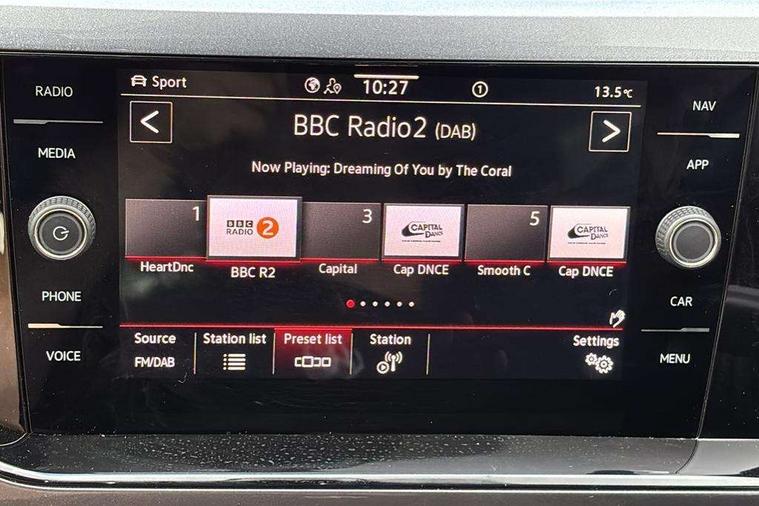 RADIO
MEDIA
PHONE
VOICE
Sport
10:27
1
13.5°C
BBC Radio2 (DAB)
Now Playing: Dreaming Of You by The Coral
1
BBC
RADIO 2
3
CAPITAL
DANCE
5
CAPITAL
DANCE
HeartDnc
BBC R2
Capital
Cap DNCE
Smooth C
Cap DNCE
Source
FM/DAB
Station list
Preset list
Station
Settings
NAV
APP
CAR
MENU